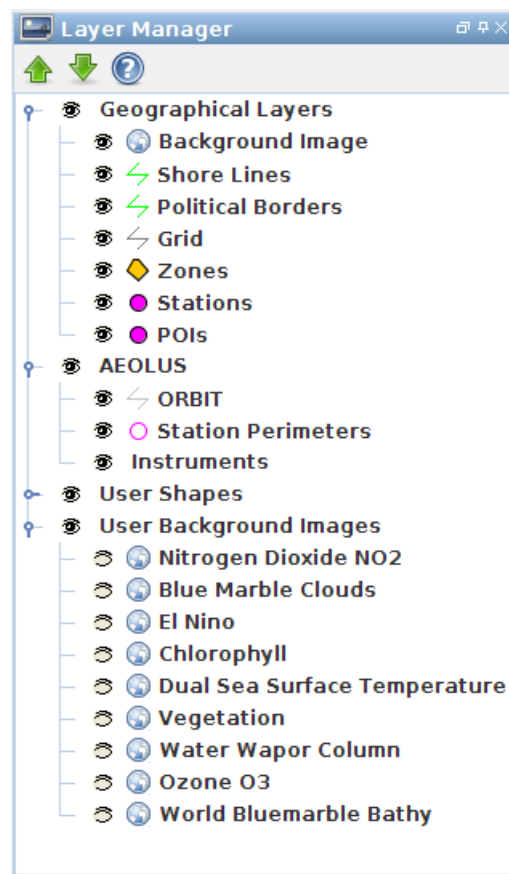 Layer Manager
Geographical Layers
Background Image
Shore Lines
Political Borders
Grid
Zones
Stations
POIs
AEOLUS
ORBIT
Station Perimeters
Instruments
User Shapes
User Background Images
Nitrogen Dioxide NO2
Blue Marble Clouds
El Nino
Chlorophyll
Dual Sea Surface Temperature
Vegetation
Water Wapor Column
Ozone O3
World Bluemarble Bathy